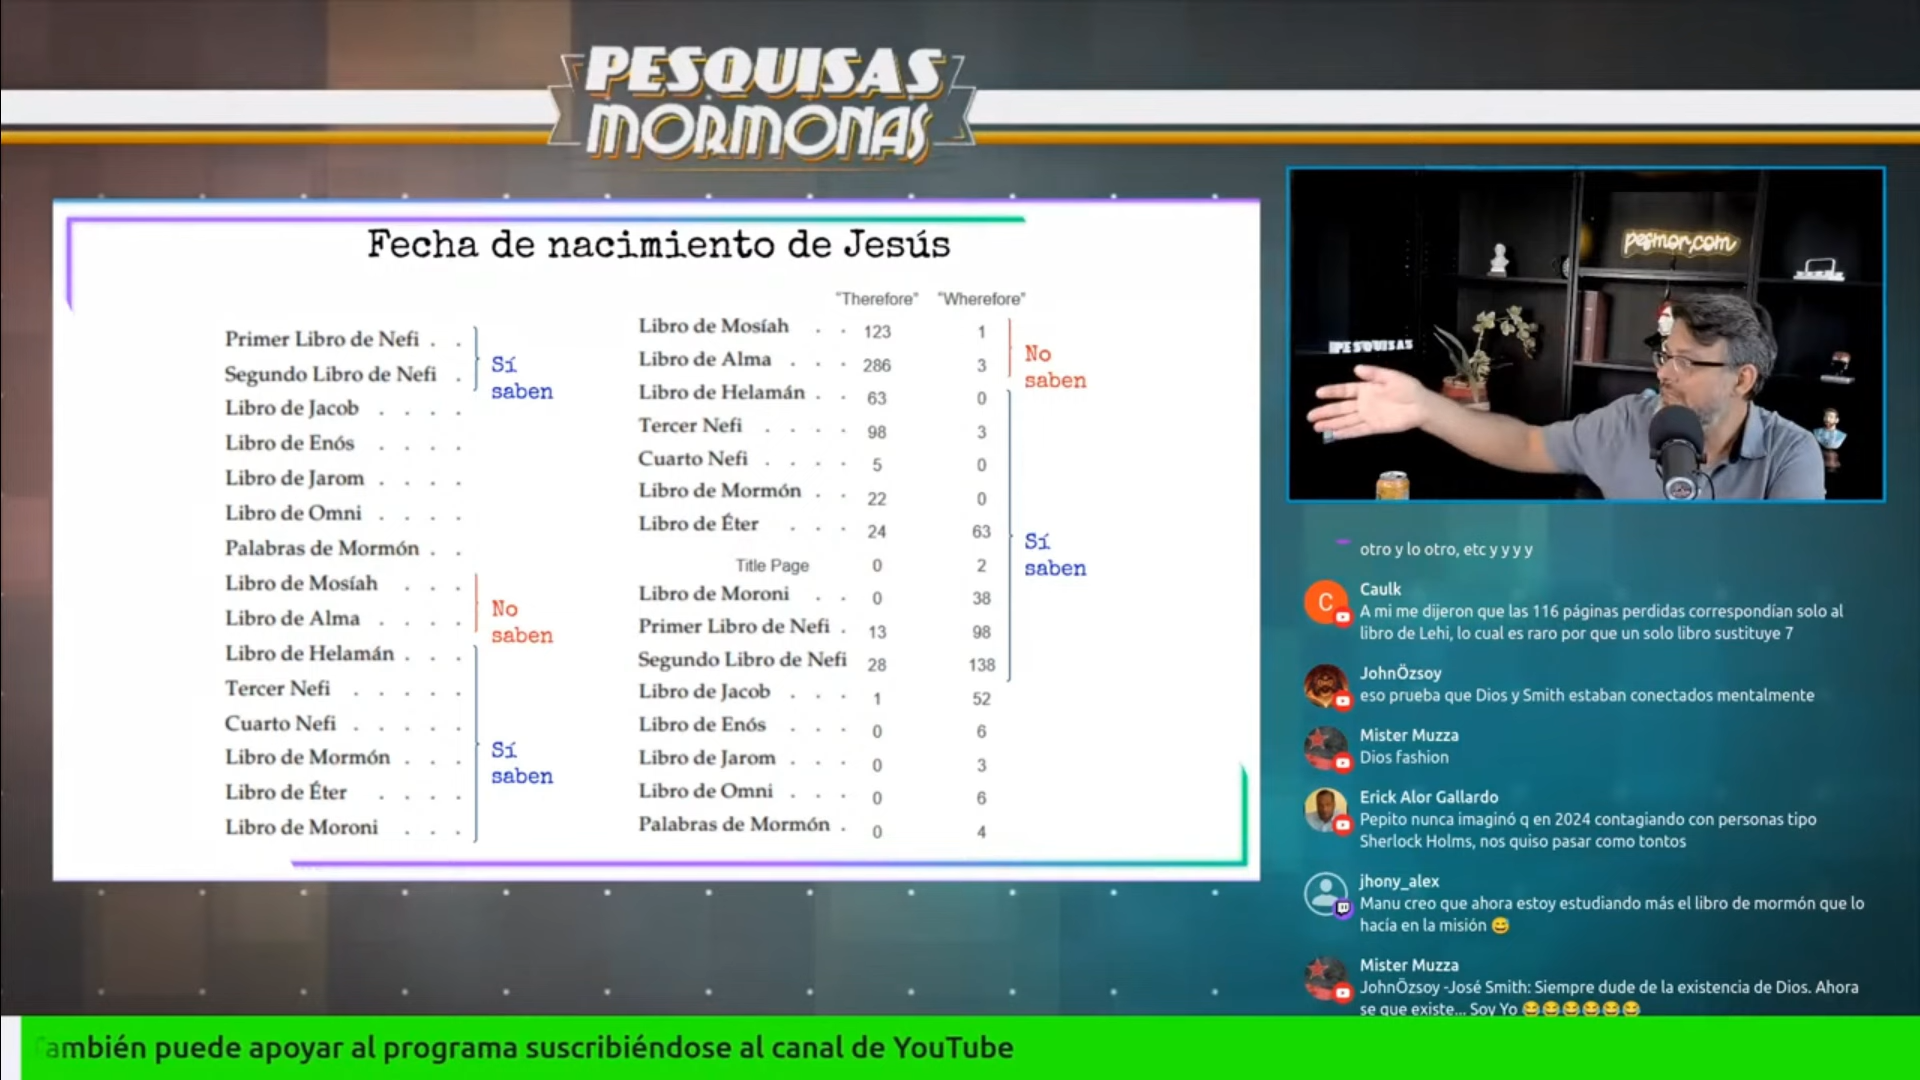 PESQUISAS
MORMONAS
Fecha de nacimiento de Jesús
Primer Libro de Nefi . .
Segundo Libro de Nefi .
Libro de Jacob . . . .
Libro de Enós . . . .
Libro de Jarom . . . .
Libro de Omni . . . .
Palabras de Mormón . .
Libro de Mosíah . . .
Libro de Alma . . . .
Libro de Helamán . . .
Tercer Nefi . . . . .
Cuarto Nefi . . . . .
Libro de Mormón . . .
Libro de Éter . . . .
Libro de Moroni . . .
Sí
saben
No
saben
Sí
saben
"Therefore" "Wherefore"
Libro de Mosíah . . 123 1
Libro de Alma . . . 286 3
Libro de Helamán . . 63 0
Tercer Nefi . . . . 98 3
Cuarto Nefi . . . . 5 0
Libro de Mormón . . 22 0
Libro de Éter . . . 24 63
Title Page 0 2
Libro de Moroni . . 0 38
Primer Libro de Nefi . 13 98
Segundo Libro de Nefi 28 138
Libro de Jacob . . . 1 52
Libro de Enós . . . 0 6
Libro de Jarom . . . 0 3
Libro de Omni . . . 0 6
Palabras de Mormón . 0 4
No
saben
Sí
saben
pesmor.com
PESQUISAS
otro y lo otro, etc y y y y
C
Caulk
A mi me dijeron que las 116 páginas perdidas correspondían solo al
libro de Lehi, lo cual es raro por que un solo libro sustituye 7
JohnÖzsoy
eso prueba que Dios y Smith estaban conectados mentalmente
Mister Muzza
Dios fashion
Erick Alor Gallardo
Pepito nunca imaginó q en 2024 contagiando con personas tipo
Sherlock Holms, nos quiso pasar como tontos
jhony_alex
Manu creo que ahora estoy estudiando más el libro de mormón que lo
hacía en la misión 😅
Mister Muzza
JohnÖzsoy -José Smith: Siempre dude de la existencia de Dios. Ahora
se que existe... Soy Yo 😂😂😂😂😂😂
También puede apoyar al programa suscribiéndose al canal de YouTube